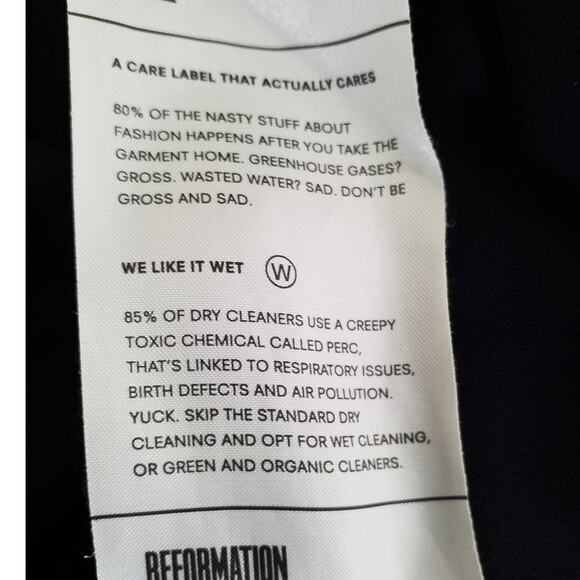 A CARE LABEL THAT ACTUALLY CARES
80% OF THE NASTY STUFF ABOUT
FASHION HAPPENS AFTER YOU TAKE THE
GARMENT HOME. GREENHOUSE GASES?
GROSS. WASTED WATER? SAD. DON'T BE
GROSS AND SAD.
WE LIKE IT WET W
85% OF DRY CLEANERS USE A CREEPY
TOXIC CHEMICAL CALLED PERC,
THAT'S LINKED TO RESPIRATORY ISSUES,
BIRTH DEFECTS AND AIR POLLUTION.
YUCK. SKIP THE STANDARD DRY
CLEANING AND OPT FOR WET CLEANING,
OR GREEN AND ORGANIC CLEANERS.
REFORMATION